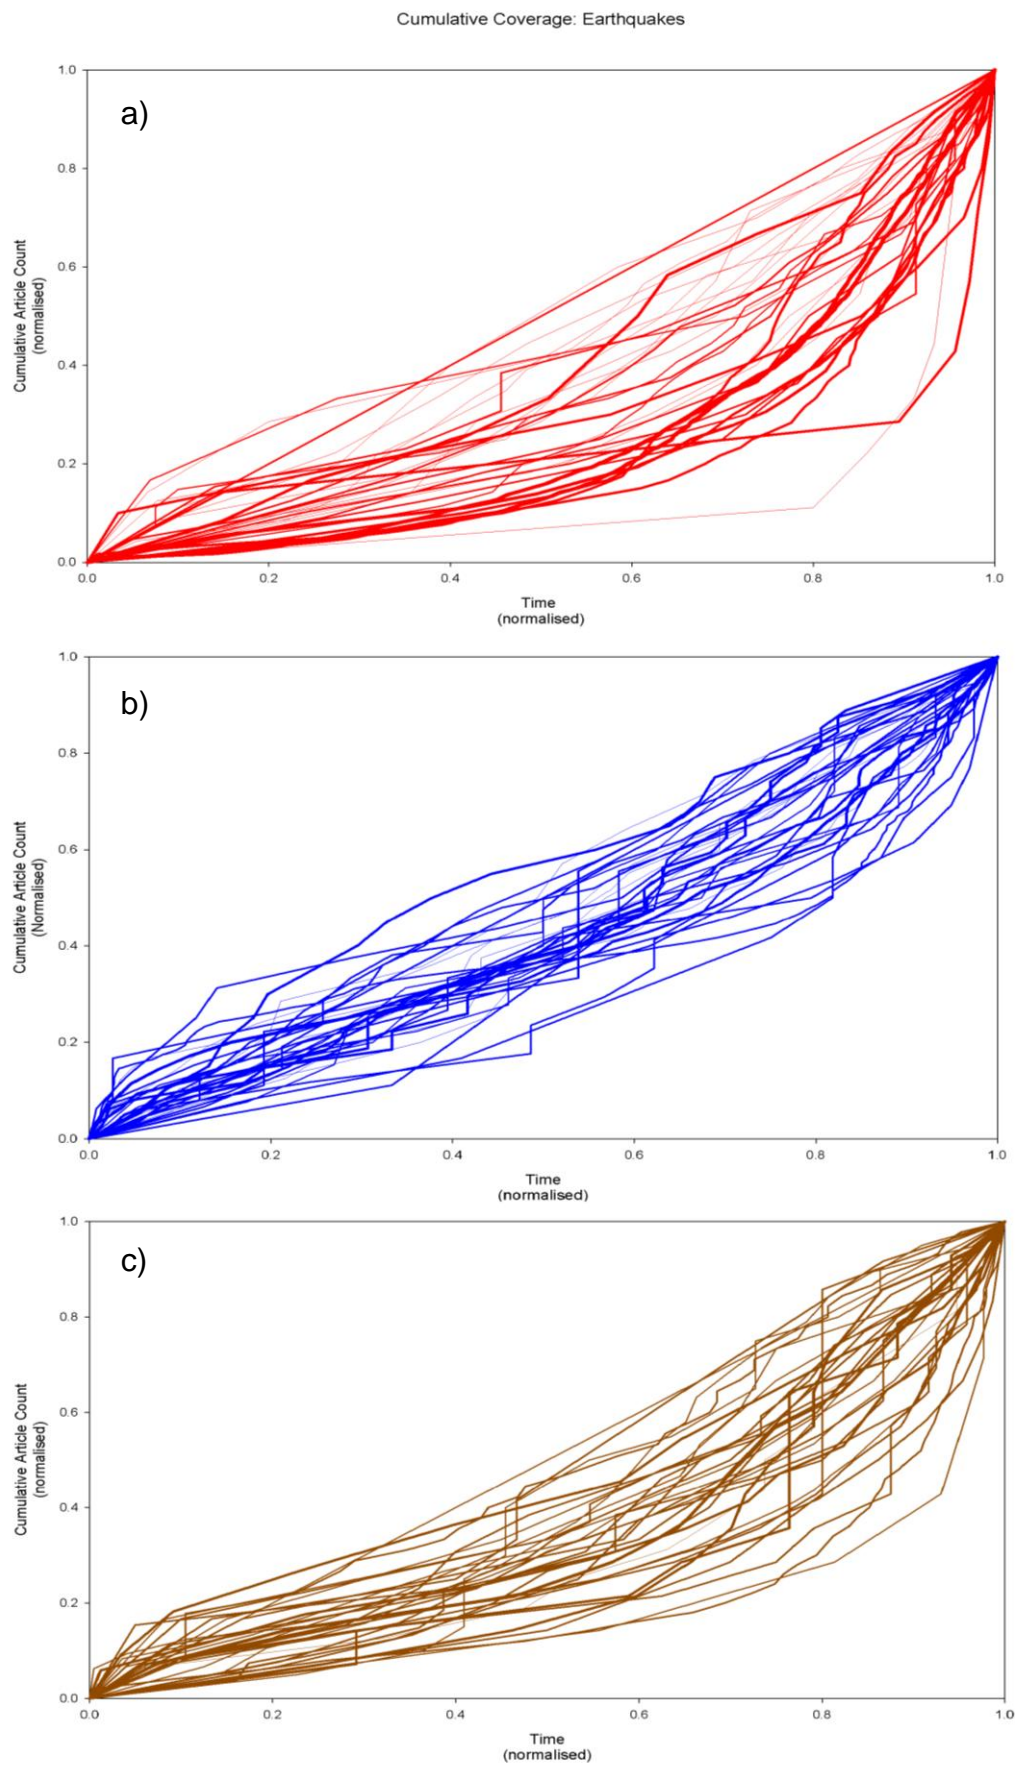 Cumulative Coverage: Earthquakes
a)
1.0
0.8
0.6
0.4
0.2
0.0
Cumulative Article Count
(normalised)
0.0 0.2 0.4 0.6 0.8 1.0
Time
(normalised)
b)
1.0
0.8
0.6
0.4
0.2
0.0
Cumulative Article Count
(Normalised)
0.0 0.2 0.4 0.6 0.8 1.0
Time
(normalised)
c)
1.0
0.8
0.6
0.4
0.2
0.0
Cumulative Article Count
(normalised)
0.0 0.2 0.4 0.6 0.8 1.0
Time
(normalised)